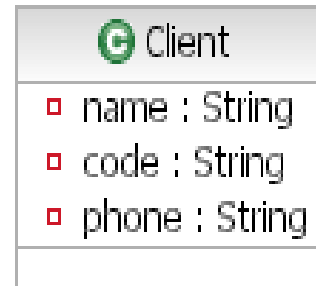 C Client
name : String
code : String
phone : String